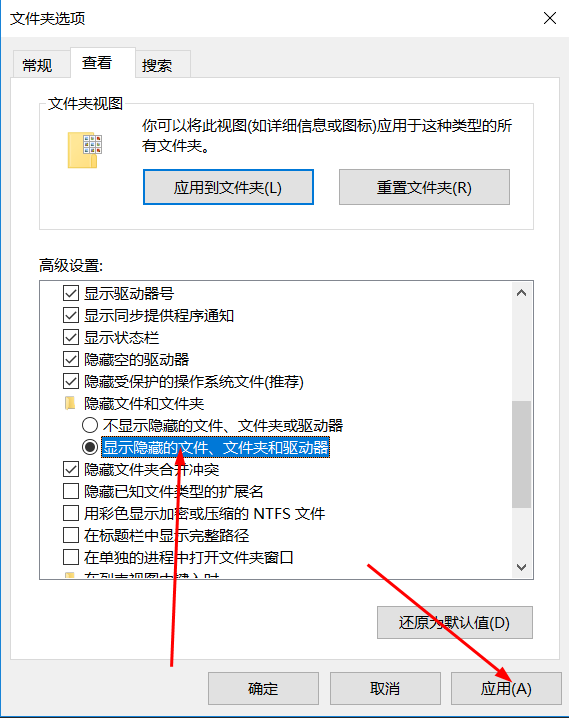 文件夹选项
常规
查看
搜索
文件夹视图
你可以将此视图(如详细信息或图标)应用于这种类型的所
有文件夹。
应用到文件夹(L)
重置文件夹(R)
高级设置:
显示驱动器号
显示同步提供程序通知
显示状态栏
隐藏空的驱动器
隐藏受保护的操作系统文件(推荐)
隐藏文件和文件夹
不显示隐藏的文件、文件夹或驱动器
显示隐藏的文件、文件夹和驱动器
隐藏文件夹合并冲突
隐藏已知文件类型的扩展名
用彩色显示加密或压缩的 NTFS 文件
在标题栏中显示完整路径
在单独的进程中打开文件夹窗口
在列表视图中键入时
还原为默认值(D)
确定
取消
应用(A)